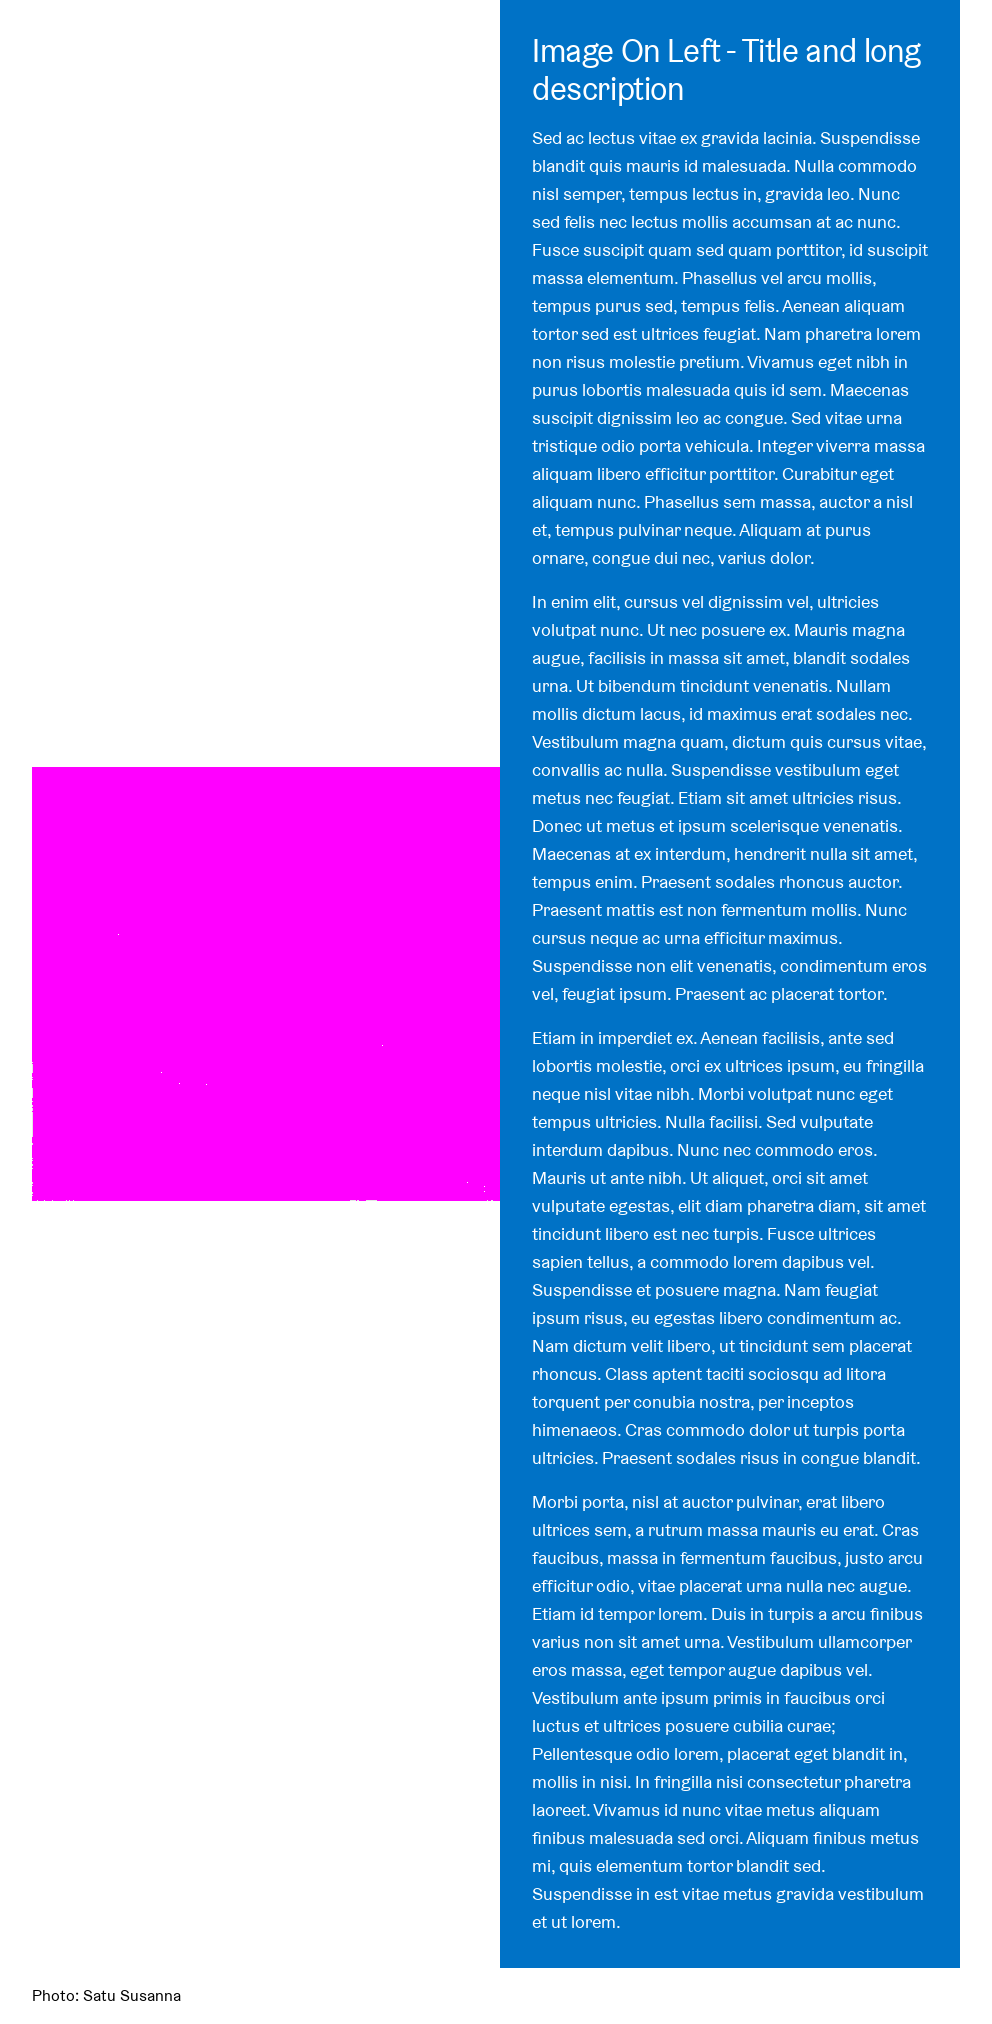 Image On Left - Title and long
description
Sed ac lectus vitae ex gravida lacinia. Suspendisse
blandit quis mauris id malesuada. Nulla commodo
nisl semper, tempus lectus in, gravida leo. Nunc
sed felis nec lectus mollis accumsan at ac nunc.
Fusce suscipit quam sed quam porttitor, id suscipit
massa elementum. Phasellus vel arcu mollis,
tempus purus sed, tempus felis. Aenean aliquam
tortor sed est ultrices feugiat. Nam pharetra lorem
non risus molestie pretium. Vivamus eget nibh in
purus lobortis malesuada quis id sem. Maecenas
suscipit dignissim leo ac congue. Sed vitae urna
tristique odio porta vehicula. Integer viverra massa
aliquam libero efficitur porttitor. Curabitur eget
aliquam nunc. Phasellus sem massa, auctor a nisl
et, tempus pulvinar neque. Aliquam at purus
ornare, congue dui nec, varius dolor.
In enim elit, cursus vel dignissim vel, ultricies
volutpat nunc. Ut nec posuere ex. Mauris magna
augue, facilisis in massa sit amet, blandit sodales
urna. Ut bibendum tincidunt venenatis. Nullam
mollis dictum lacus, id maximus erat sodales nec.
Vestibulum magna quam, dictum quis cursus vitae,
convallis ac nulla. Suspendisse vestibulum eget
metus nec feugiat. Etiam sit amet ultricies risus.
Donec ut metus et ipsum scelerisque venenatis.
Maecenas at ex interdum, hendrerit nulla sit amet,
tempus enim. Praesent sodales rhoncus auctor.
Praesent mattis est non fermentum mollis. Nunc
cursus neque ac urna efficitur maximus.
Suspendisse non elit venenatis, condimentum eros
vel, feugiat ipsum. Praesent ac placerat tortor.
Etiam in imperdiet ex. Aenean facilisis, ante sed
lobortis molestie, orci ex ultrices ipsum, eu fringilla
neque nisl vitae nibh. Morbi volutpat nunc eget
tempus ultricies. Nulla facilisi. Sed vulputate
interdum dapibus. Nunc nec commodo eros.
Mauris ut ante nibh. Ut aliquet, orci sit amet
vulputate egestas, elit diam pharetra diam, sit amet
tincidunt libero est nec turpis. Fusce ultrices
sapien tellus, a commodo lorem dapibus vel.
Suspendisse et posuere magna. Nam feugiat
ipsum risus, eu egestas libero condimentum ac.
Nam dictum velit libero, ut tincidunt sem placerat
rhoncus. Class aptent taciti sociosqu ad litora
torquent per conubia nostra, per inceptos
himenaeos. Cras commodo dolor ut turpis porta
ultricies. Praesent sodales risus in congue blandit.
Morbi porta, nisl at auctor pulvinar, erat libero
ultrices sem, a rutrum massa mauris eu erat. Cras
faucibus, massa in fermentum faucibus, justo arcu
efficitur odio, vitae placerat urna nulla nec augue.
Etiam id tempor lorem. Duis in turpis a arcu finibus
varius non sit amet urna. Vestibulum ullamcorper
eros massa, eget tempor augue dapibus vel.
Vestibulum ante ipsum primis in faucibus orci
luctus et ultrices posuere cubilia curae;
Pellentesque odio lorem, placerat eget blandit in,
mollis in nisi. In fringilla nisi consectetur pharetra
laoreet. Vivamus id nunc vitae metus aliquam
finibus malesuada sed orci. Aliquam finibus metus
mi, quis elementum tortor blandit sed.
Suspendisse in est vitae metus gravida vestibulum
et ut lorem.
Photo: Satu Susanna